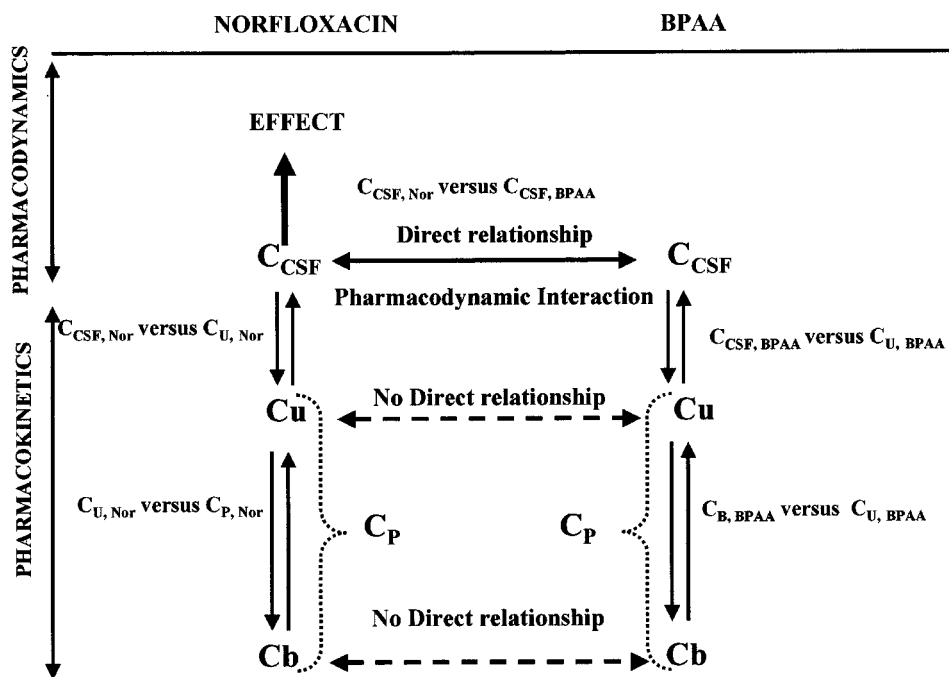 NORFLOXACIN BPAA
PHARMACODYNAMICS
EFFECT
C_CSF, Nor versus C_CSF, BPAA
Direct relationship
C_CSF C_CSF
Pharmacodynamic Interaction
PHARMACOKINETICS
C_CSF, Nor versus C_U, Nor C_CSF, BPAA versus C_U, BPAA
No Direct relationship
Cu Cu
C_U, Nor versus C_P, Nor C_B, BPAA versus C_U, BPAA
C_P C_P
No Direct relationship
Cb Cb